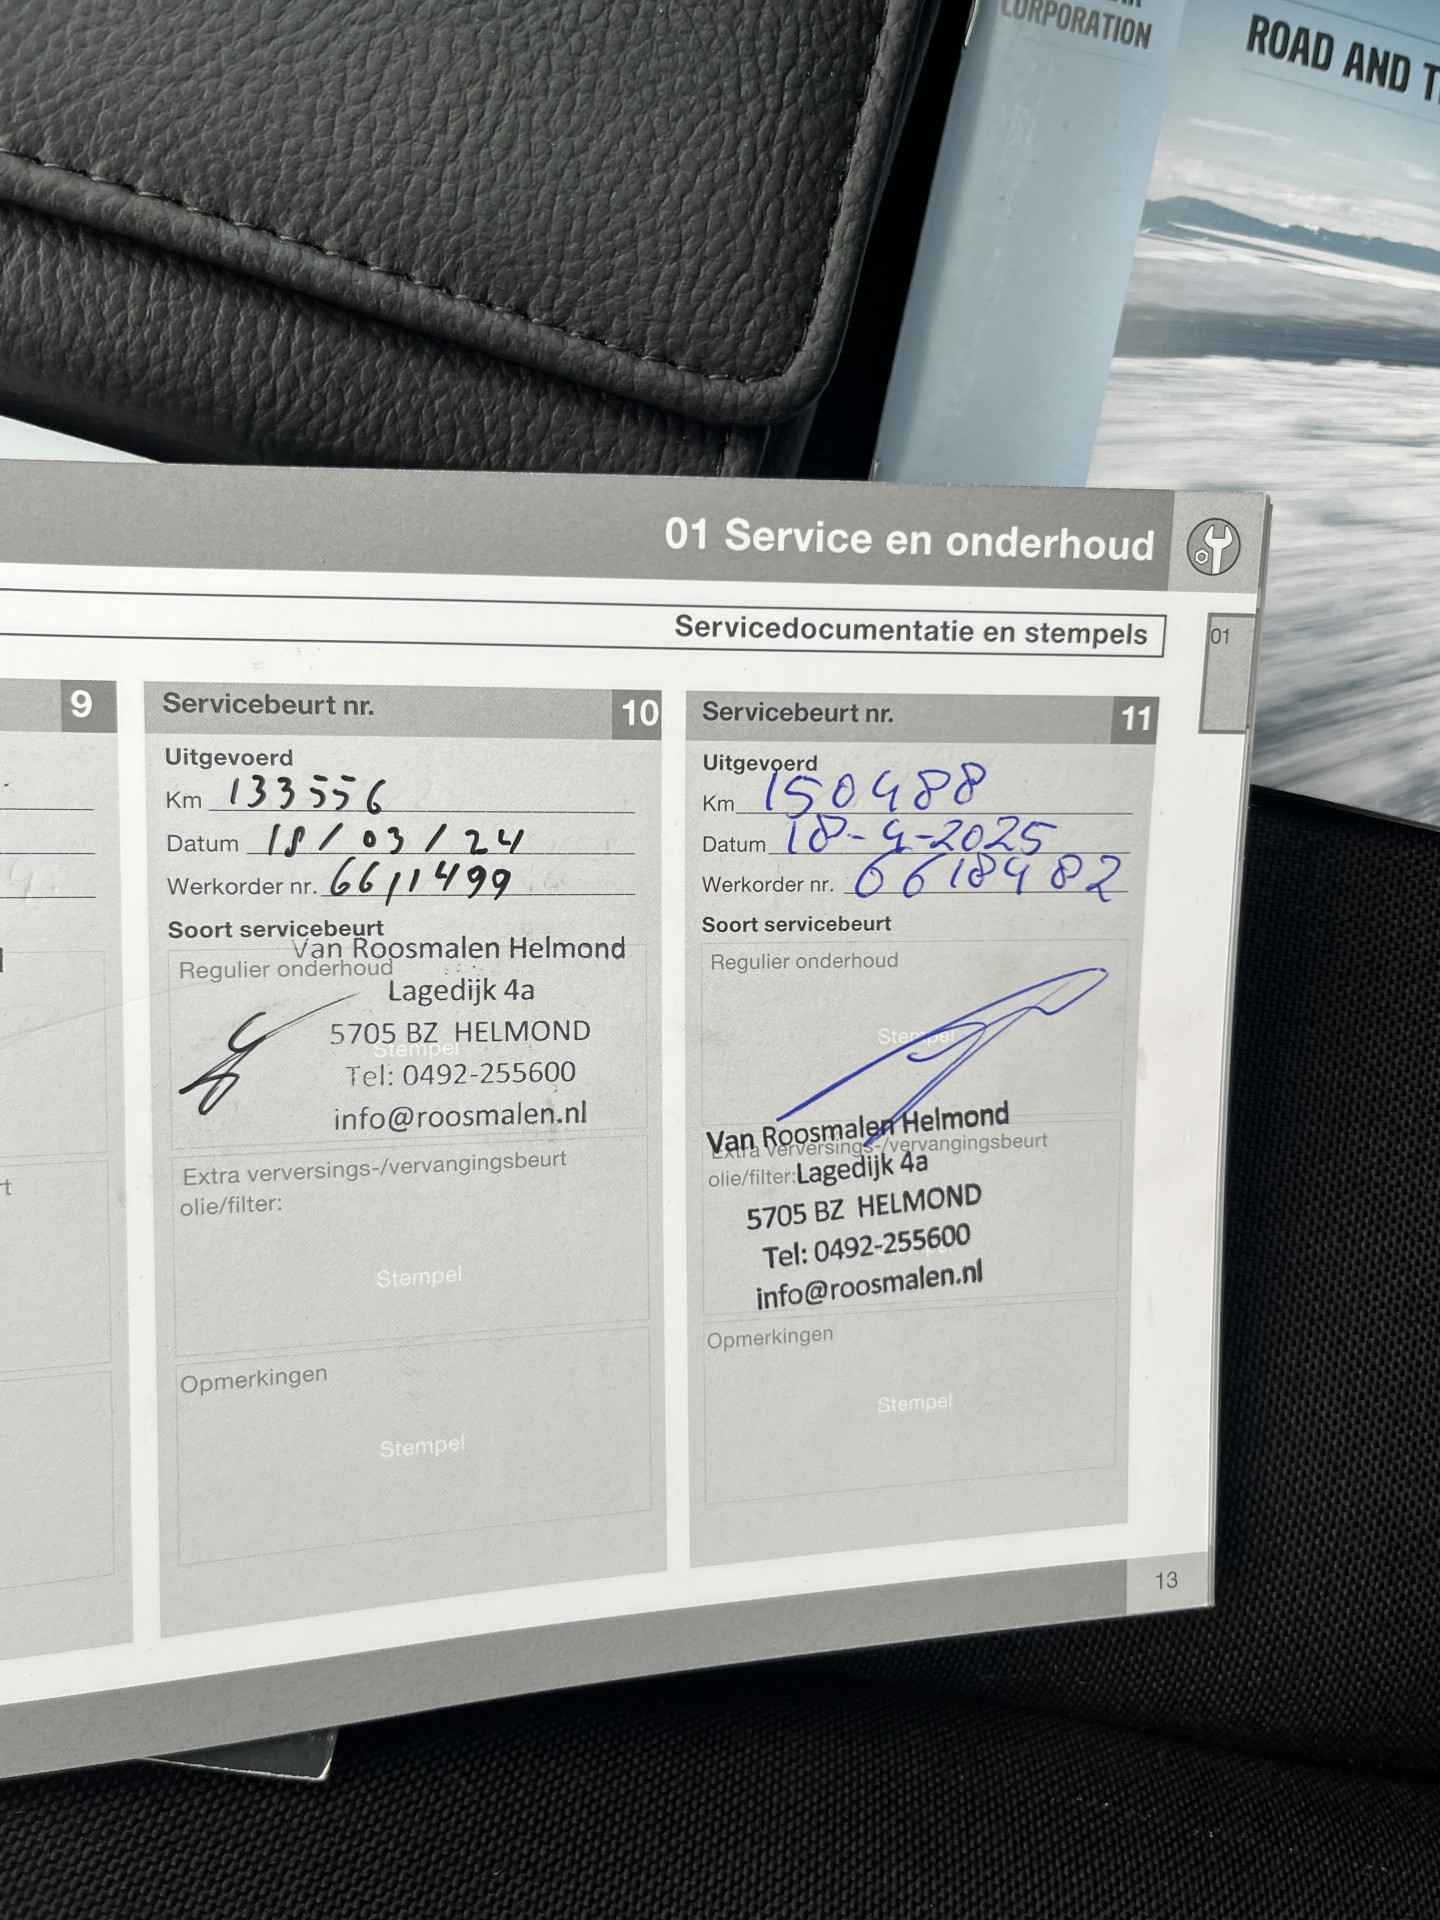 CORPORATION
ROAD AND
01 Service en onderhoud
Servicedocumentatie en stempels
01
9
Servicebeurt nr. 10
Uitgevoerd
Km 133556
Datum 18/03/24
Werkorder nr. 6611499
Soort servicebeurt
Van Roosmalen Helmond
Regulier onderhoud
Lagedijk 4a
5705 BZ HELMOND
Stempel
Tel: 0492-255600
info@roosmalen.nl
Extra verversings-/vervangingsbeurt
olie/filter:
Stempel
Opmerkingen
Stempel
Servicebeurt nr. 11
Uitgevoerd
Km 150488
Datum 18-4-2025
Werkorder nr. 6618482
Soort servicebeurt
Regulier onderhoud
Stempel
Van Roosmalen Helmond
Extra verversings-/vervangingsbeurt
olie/filter:
Lagedijk 4a
5705 BZ HELMOND
Tel: 0492-255600
info@roosmalen.nl
Opmerkingen
Stempel
13